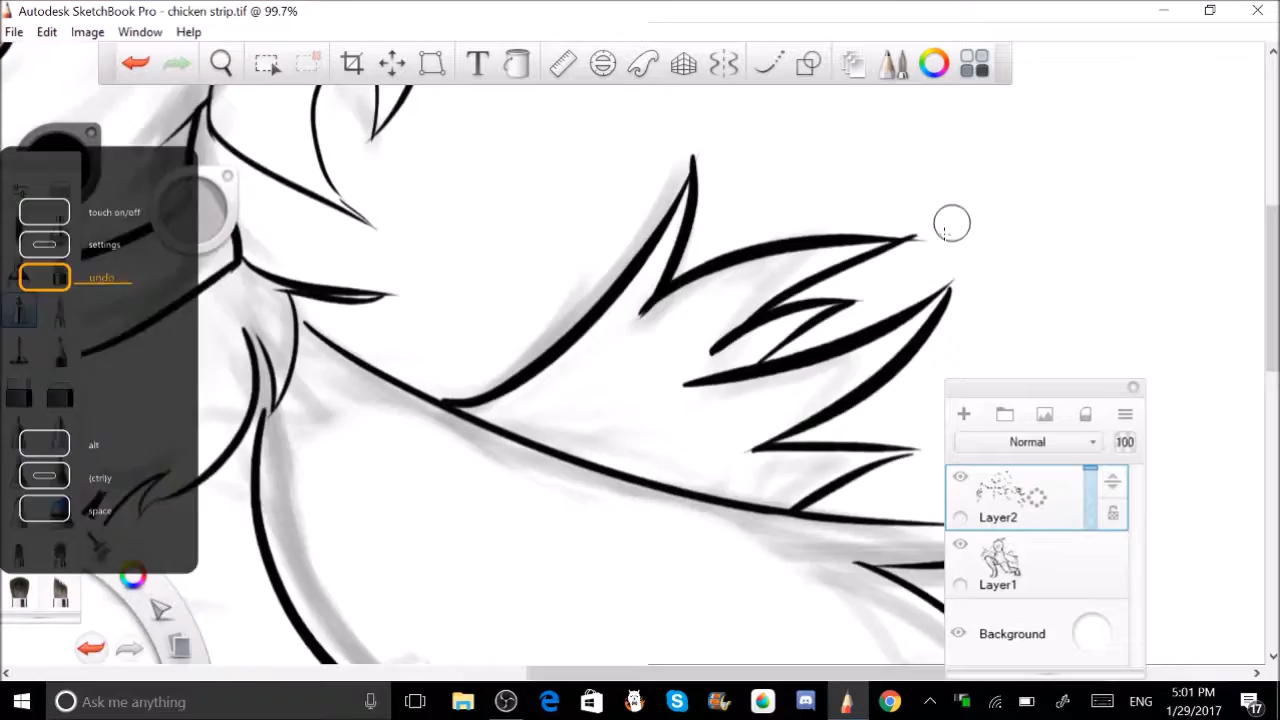 Autodesk SketchBook Pro - chicken strip.tif @ 99.7%
File Edit Image Window Help
T
touch on/off
settings
undo
alt
(ctrl)y
space
Normal 100
Layer2
Layer1
Background
Ask me anything
ENG
5:01 PM
1/29/2017
17